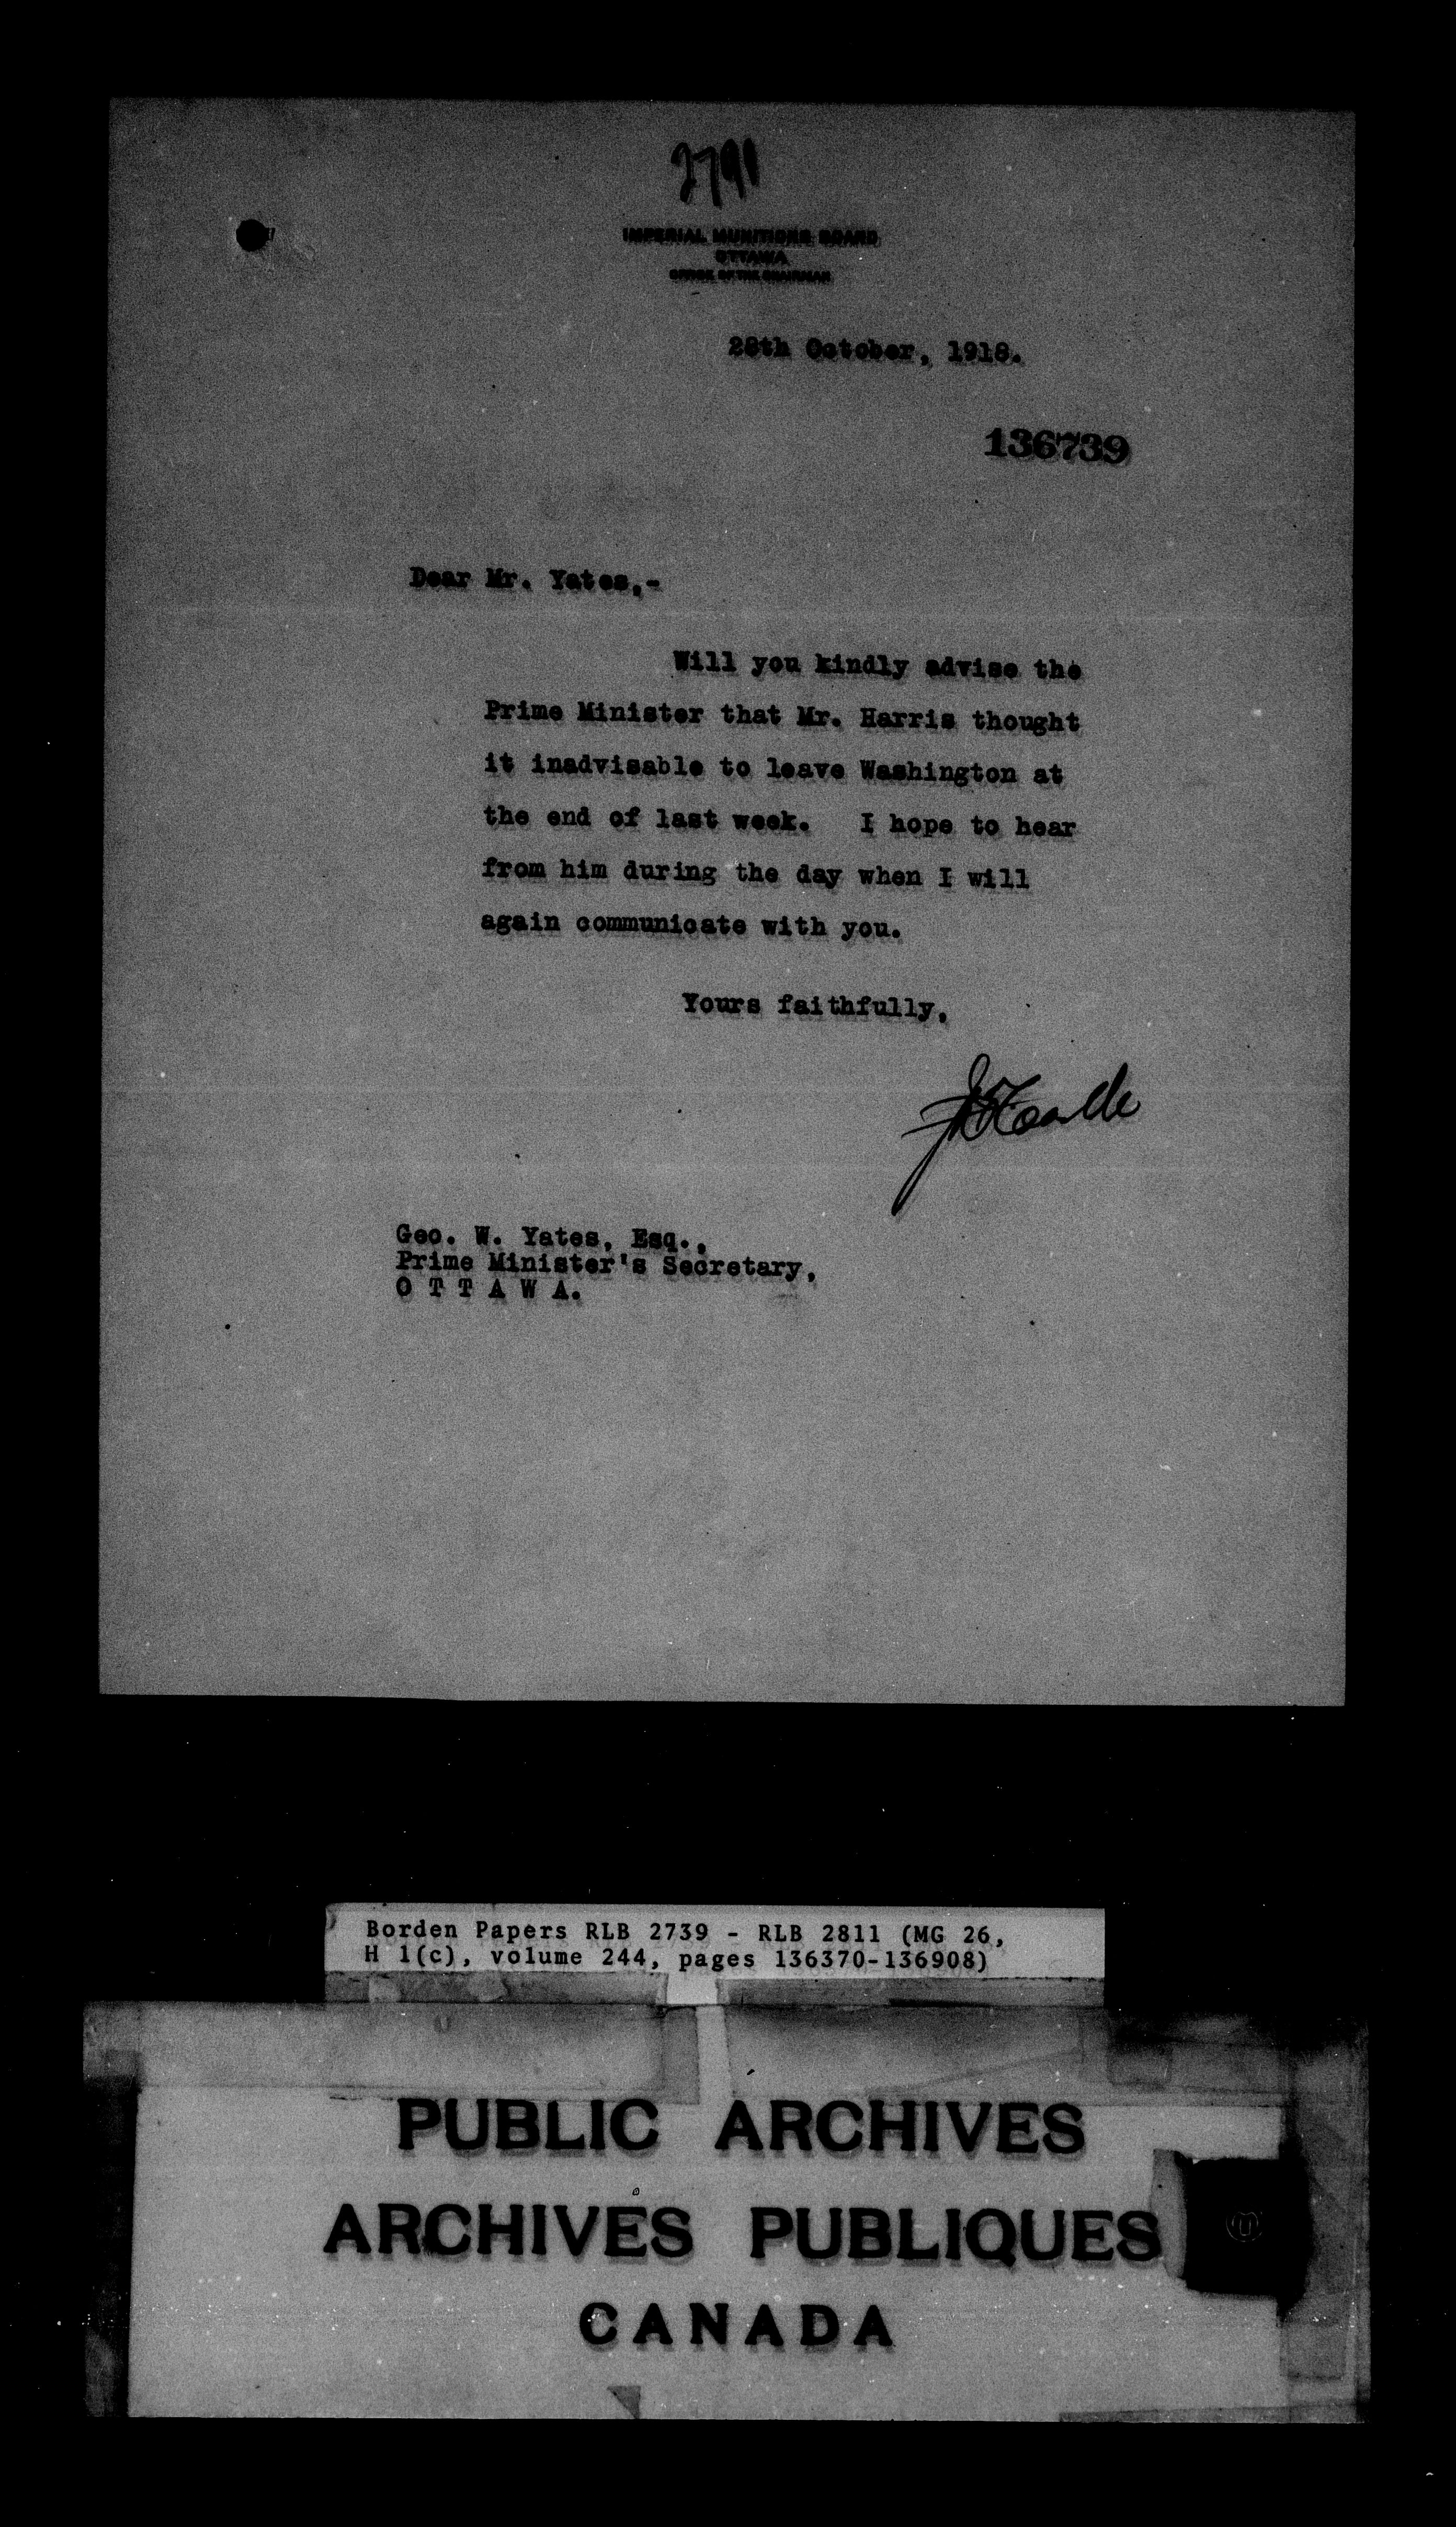 2791
IMPERIAL MUNITIONS BOARD
OTTAWA
OFFICE OF THE CHAIRMAN
28th October, 1918.
136739
Dear Mr. Yates,-
Will you kindly advise the
Prime Minister that Mr. Harris thought
it inadvisable to leave Washington at
the end of last week. I hope to hear
from him during the day when I will
again communicate with you.
Yours faithfully,
Geo. W. Yates, Esq.,
Prime Minister's Secretary,
O T T A W A.
Borden Papers RLB 2739 - RLB 2811 (MG 26,
H 1(c), volume 244, pages 136370-136908)
PUBLIC ARCHIVES
ARCHIVES PUBLIQUES
CANADA